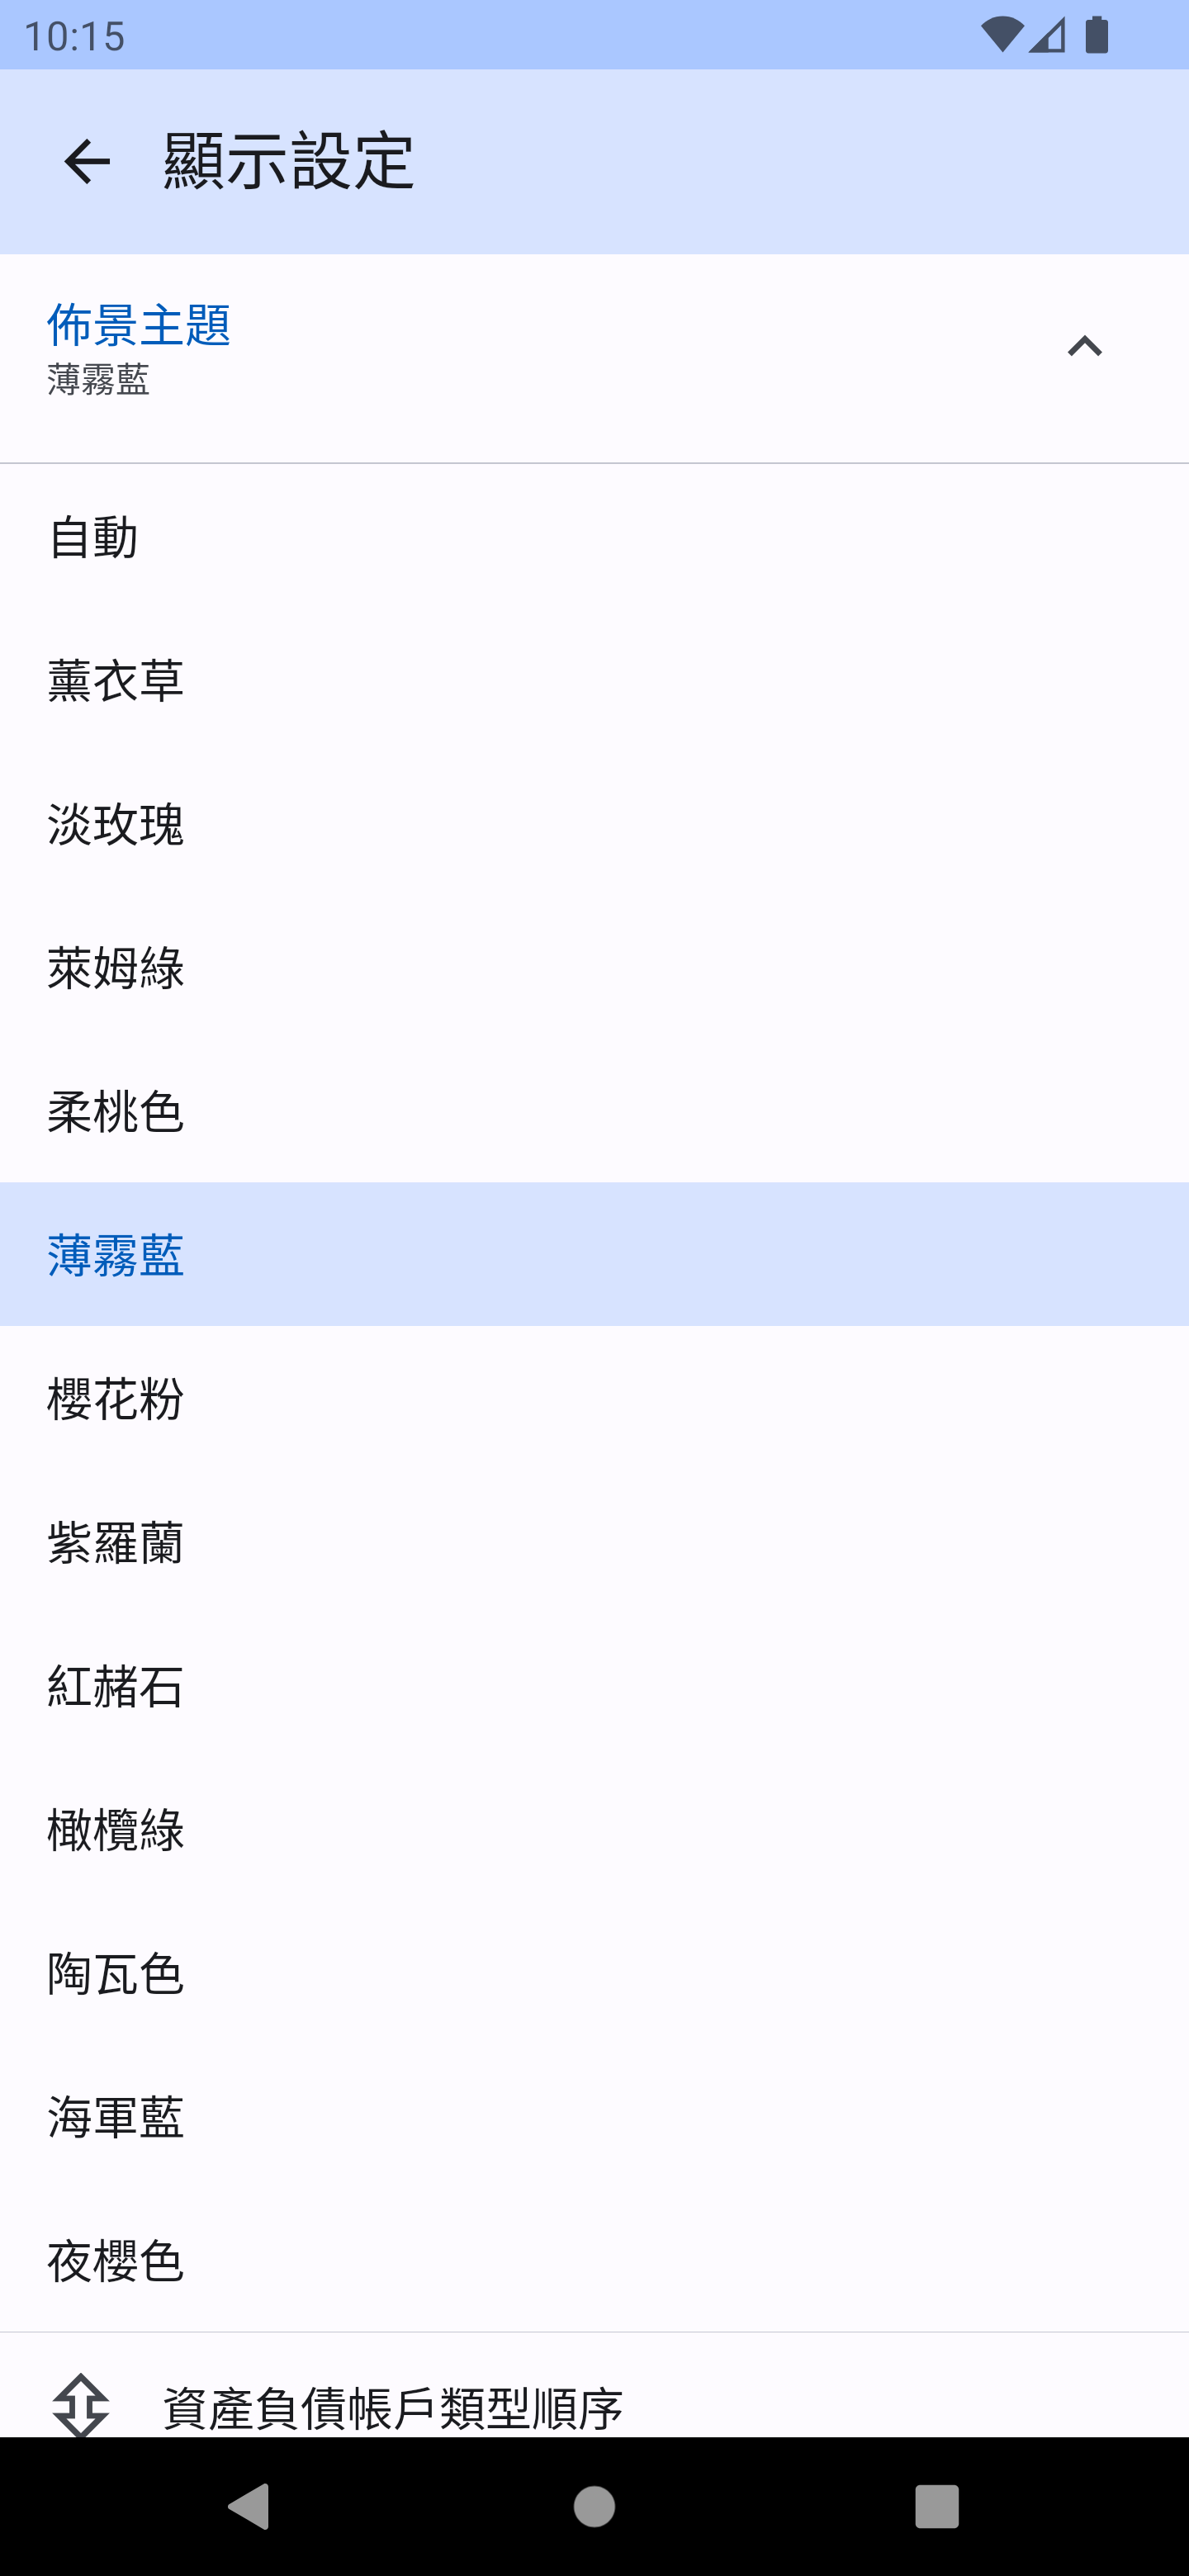 10:15
顯示設定
佈景主題
薄霧藍
自動
薰衣草
淡玫瑰
萊姆綠
柔桃色
薄霧藍
櫻花粉
紫羅蘭
紅赭石
橄欖綠
陶瓦色
海軍藍
夜櫻色
資產負債帳戶類型順序